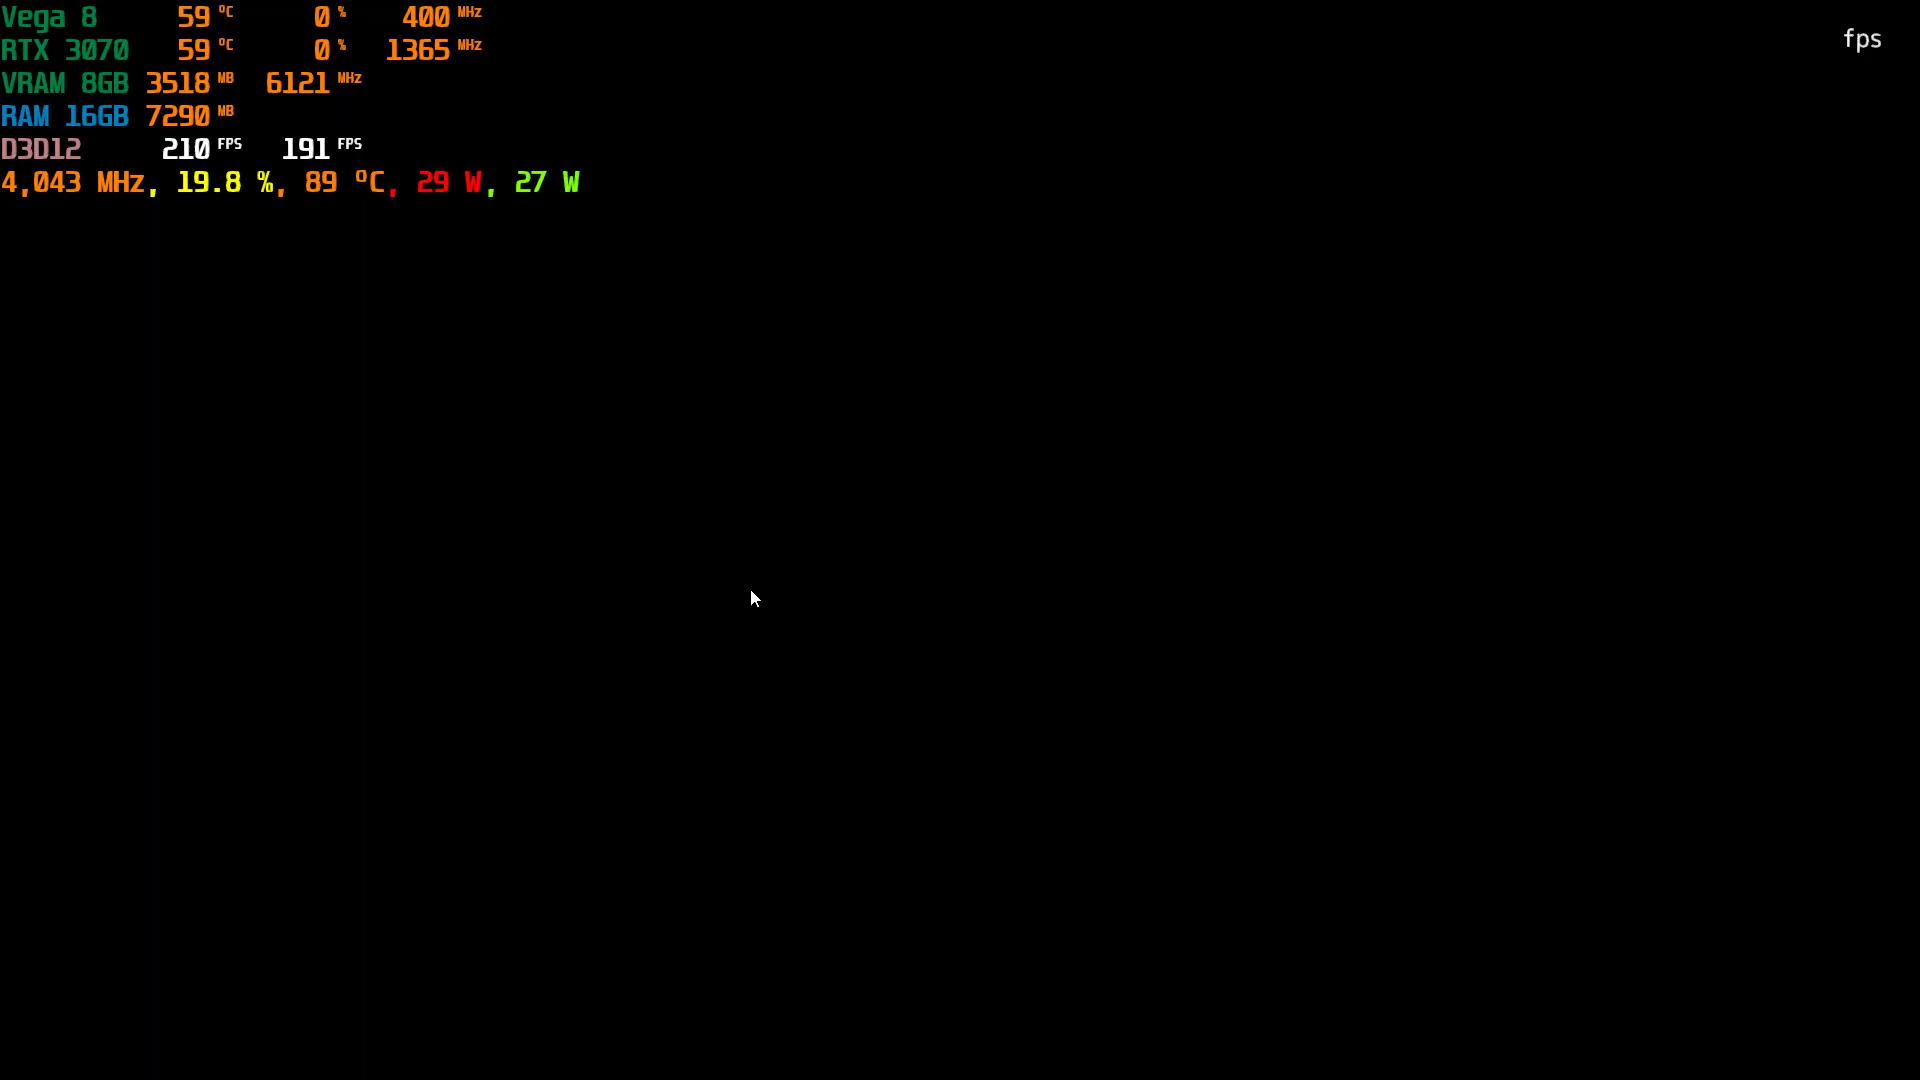 Vega 8 59 °C 0 % 400 MHz
fps
RTX 3070 59 °C 0 % 1365 MHz
VRAM 8GB 3518 MB 6121 MHz
RAM 16GB 7290 MB
D3D12 210 FPS 191 FPS
4,043 MHz, 19.8 %, 89 °C, 29 W, 27 W